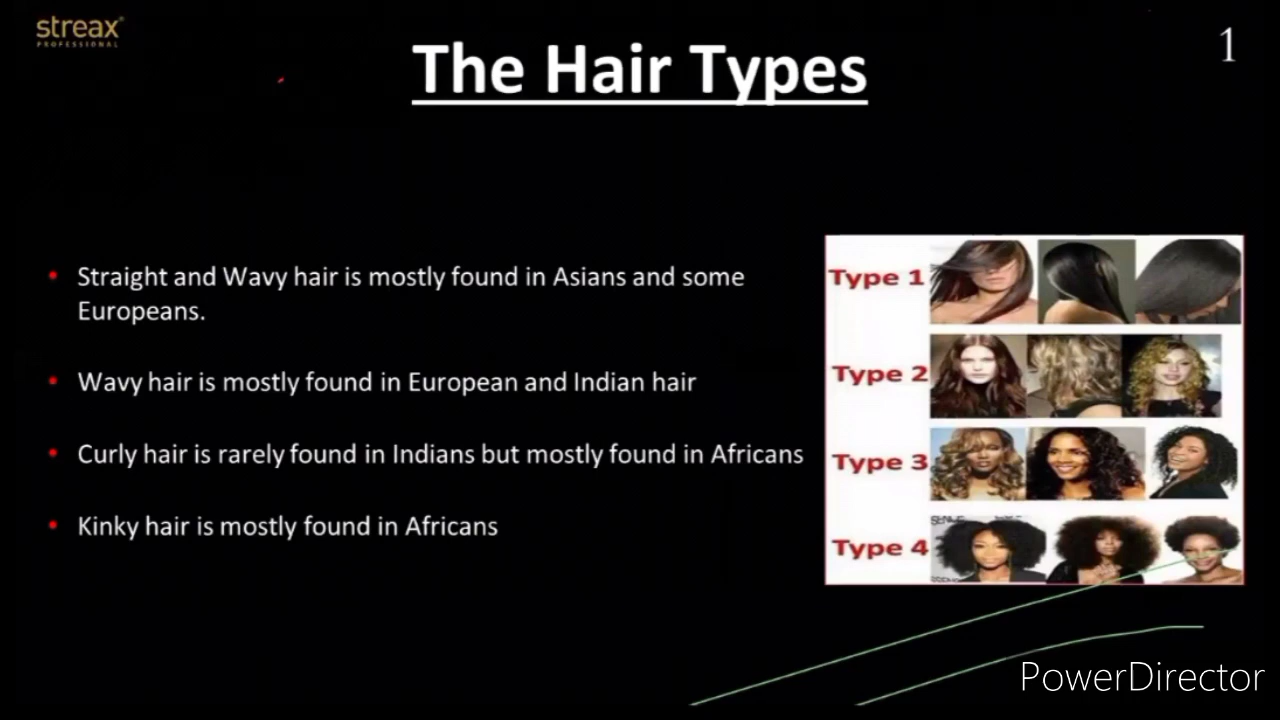 streax
PROFESSIONAL
1
The Hair Types
• Straight and Wavy hair is mostly found in Asians and some
Europeans.
• Wavy hair is mostly found in European and Indian hair
• Curly hair is rarely found in Indians but mostly found in Africans
• Kinky hair is mostly found in Africans
Type 1
Type 2
Type 3
Type 4
PowerDirector